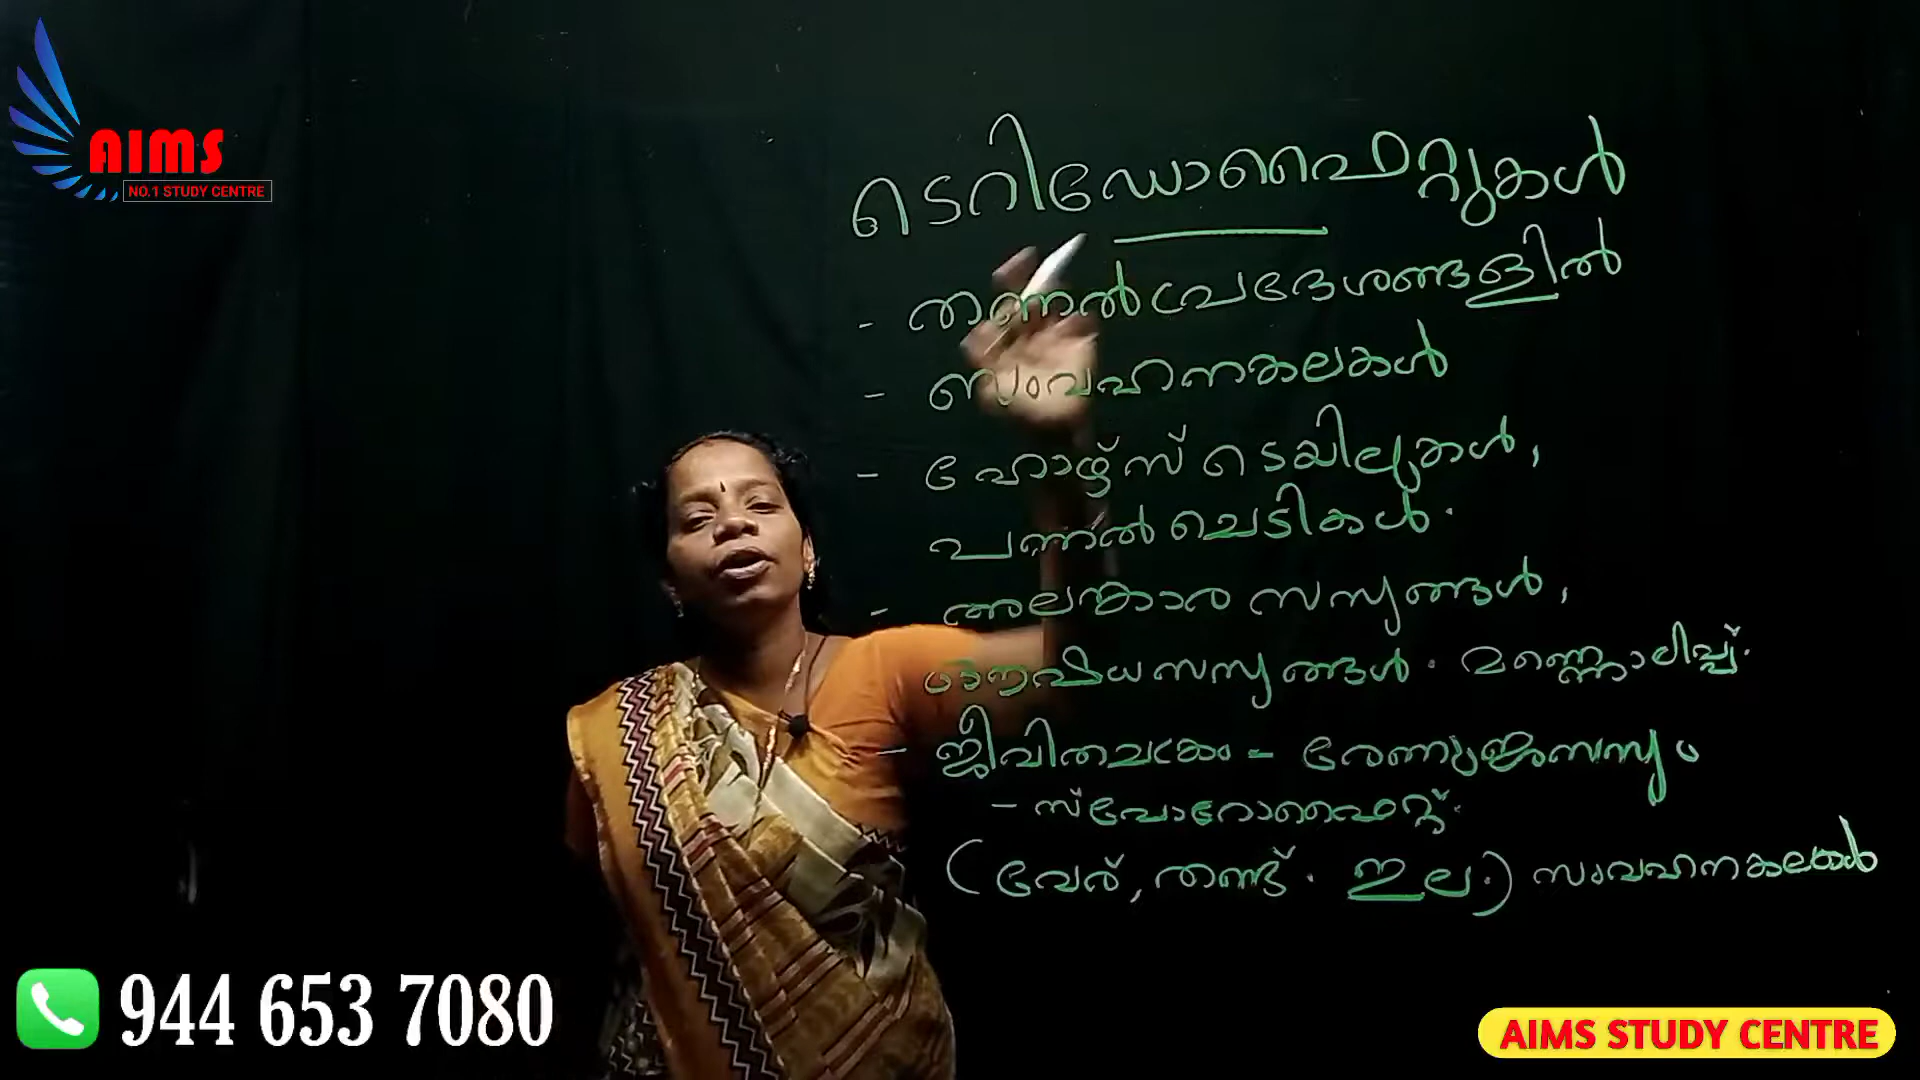 AIMS
NO.1 STUDY CENTRE
ടെറിഡോഫൈറ്റുകൾ
- തണൽപ്രദേശങ്ങളിൽ
- സംവഹനകലകൾ
- ഹോഴ്സ് ടെയിലുകൾ,
പന്നൽ ചെടികൾ.
- അലങ്കാര സസ്യങ്ങൾ,
ഔഷധസസ്യങ്ങൾ. മണ്ണൊലിപ്പ്.
- ജീവിതചക്രം - രേണുജസസ്യം
- സ്പോറോഫൈറ്റ്.
(വേര്, തണ്ട്. ഇല.) സംവഹനകലകൾ
944 653 7080
AIMS STUDY CENTRE